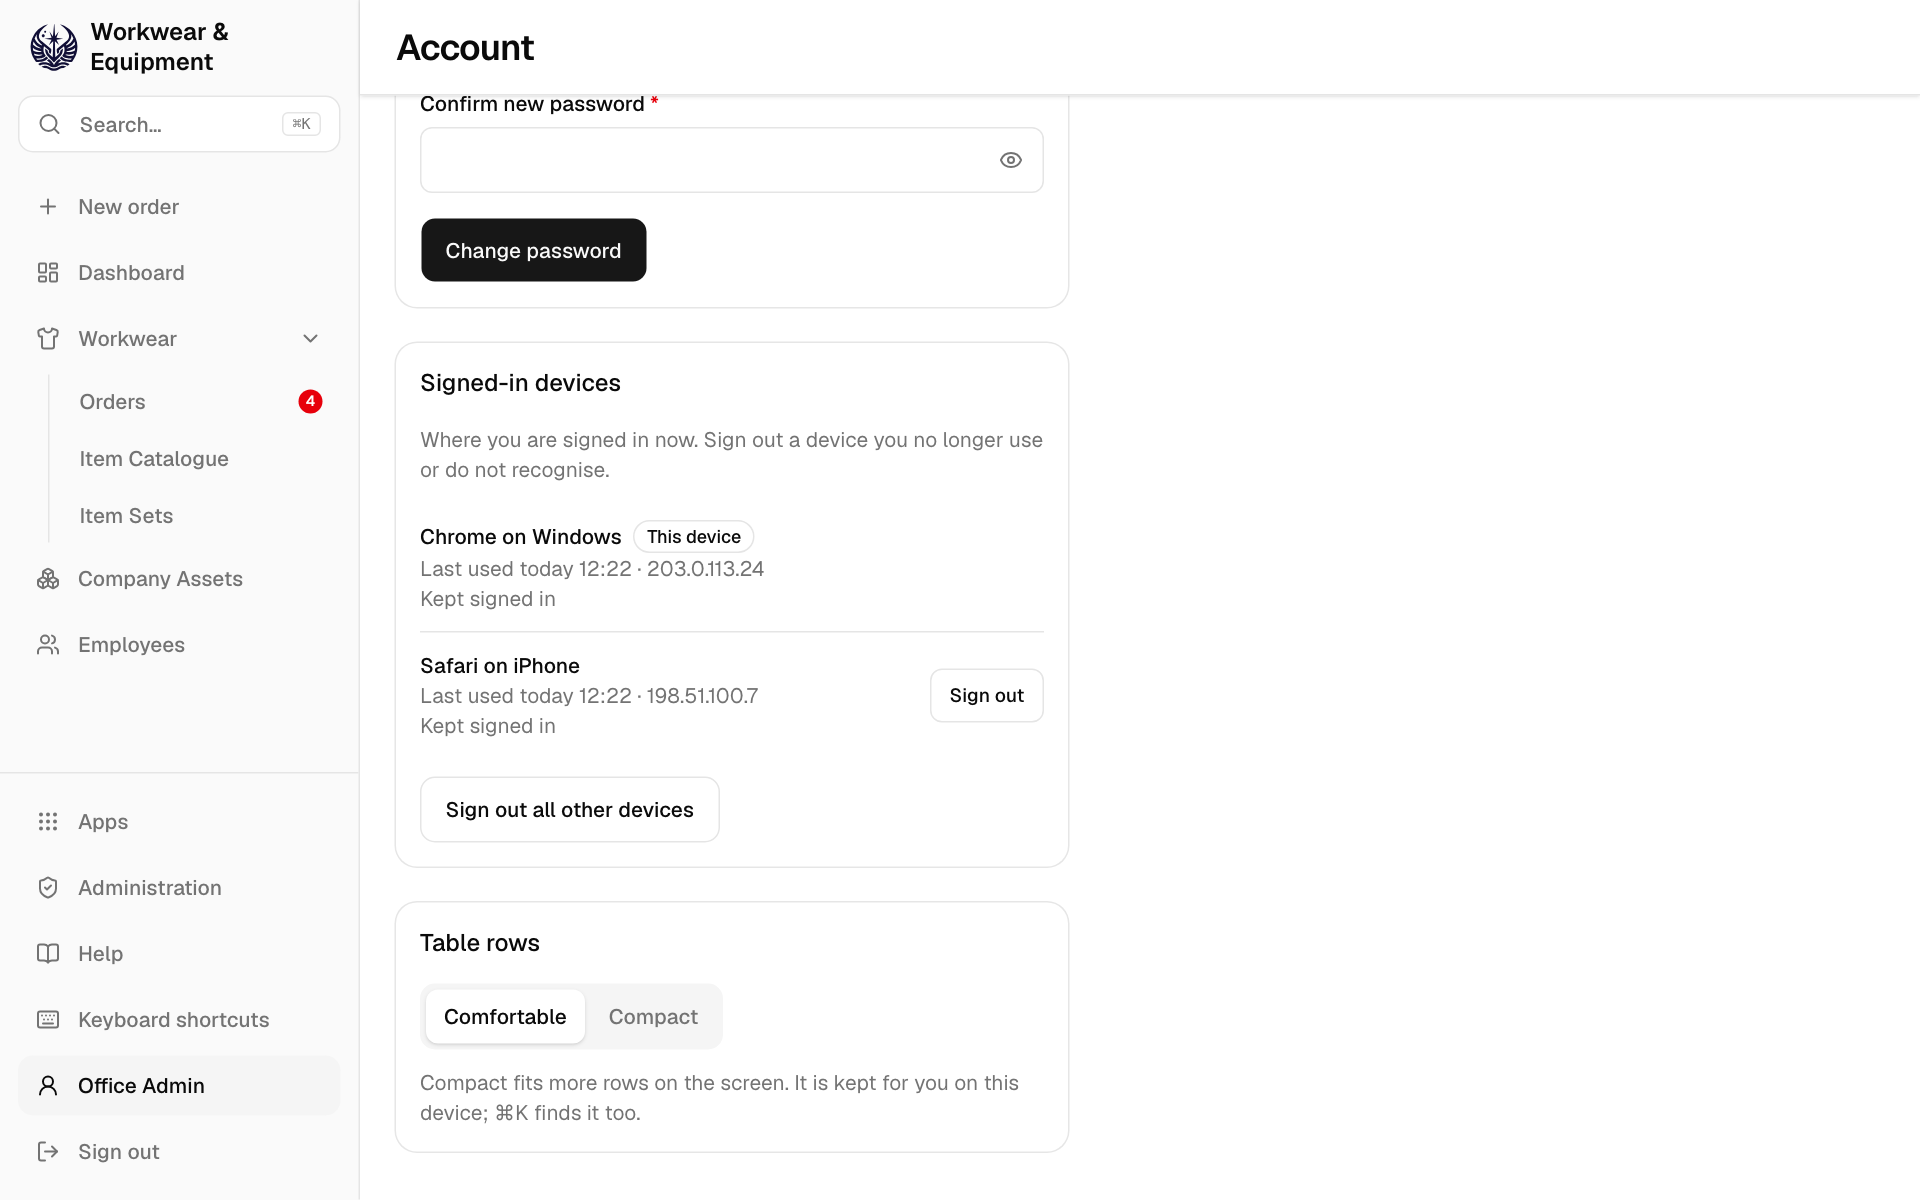 Workwear &
Equipment
Search...
⌘K
New order
Dashboard
Workwear
Orders
4
Item Catalogue
Item Sets
Company Assets
Employees
Apps
Administration
Help
Keyboard shortcuts
Office Admin
Sign out
Account
Confirm new password *
Change password
Signed-in devices
Where you are signed in now. Sign out a device you no longer use
or do not recognise.
Chrome on Windows This device
Last used today 12:22 · 203.0.113.24
Kept signed in
Safari on iPhone
Last used today 12:22 · 198.51.100.7
Kept signed in
Sign out
Sign out all other devices
Table rows
Comfortable Compact
Compact fits more rows on the screen. It is kept for you on this
device; ⌘K finds it too.